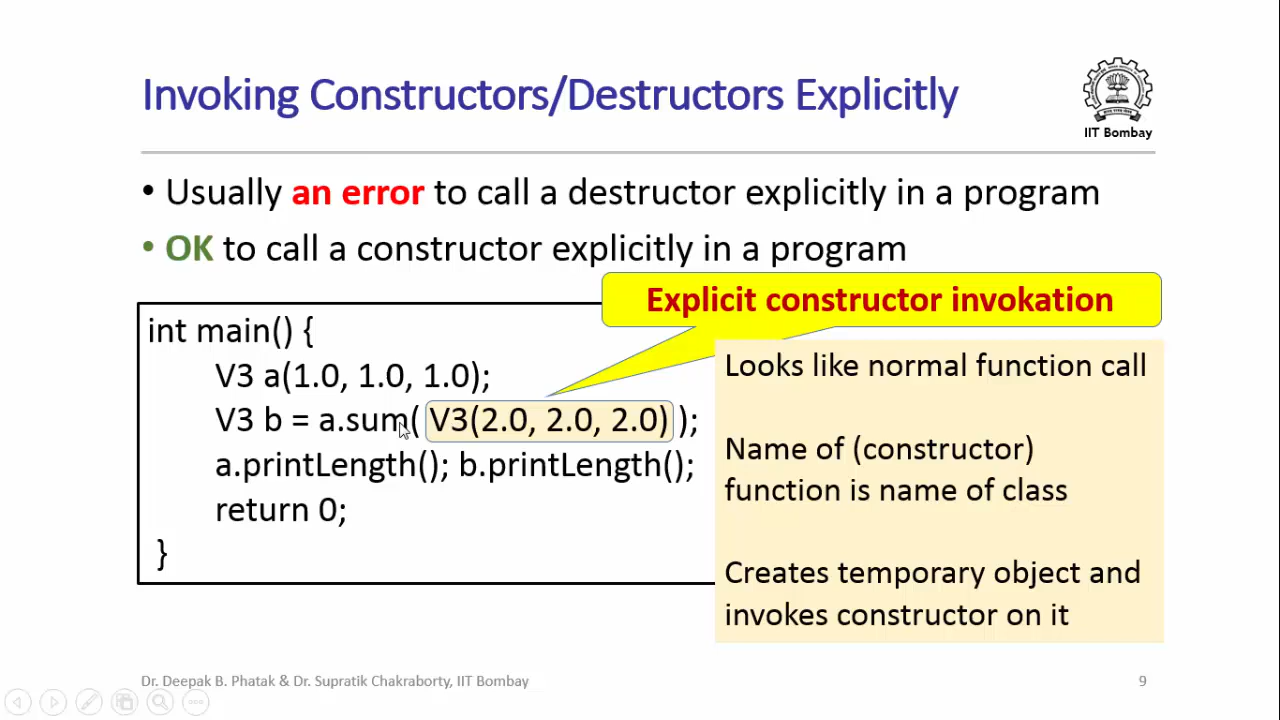 Invoking Constructors/Destructors Explicitly
IIT Bombay
• Usually an error to call a destructor explicitly in a program
• OK to call a constructor explicitly in a program
Explicit constructor invokation
int main() {
V3 a(1.0, 1.0, 1.0);
V3 b = a.sum( V3(2.0, 2.0, 2.0) );
a.printLength(); b.printLength();
return 0;
}
Looks like normal function call
Name of (constructor)
function is name of class
Creates temporary object and
invokes constructor on it
Dr. Deepak B. Phatak & Dr. Supratik Chakraborty, IIT Bombay
9